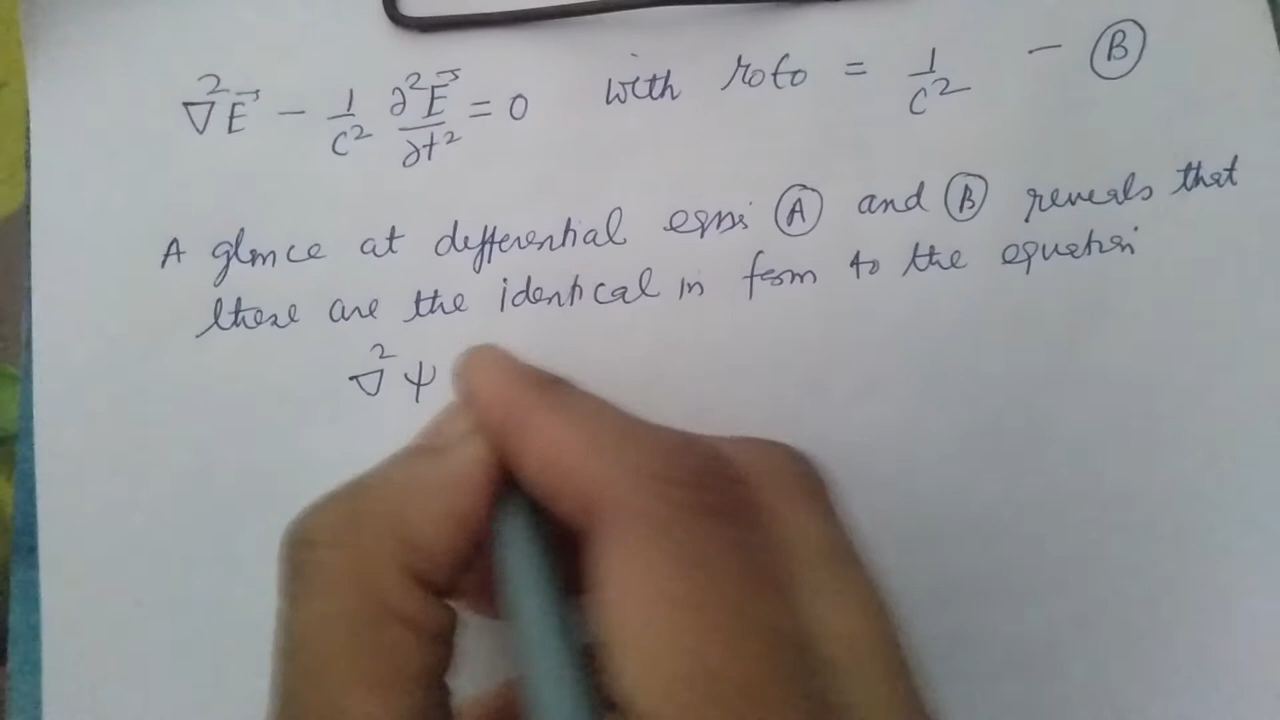 ∇²E⃗ − 1/c² ∂²E⃗/∂t² = 0 with μ₀ε₀ = 1/c² — Ⓑ
A glance at differential eqns Ⓐ and Ⓑ reveals that
these are the identical in form to the equation
∇²ψ